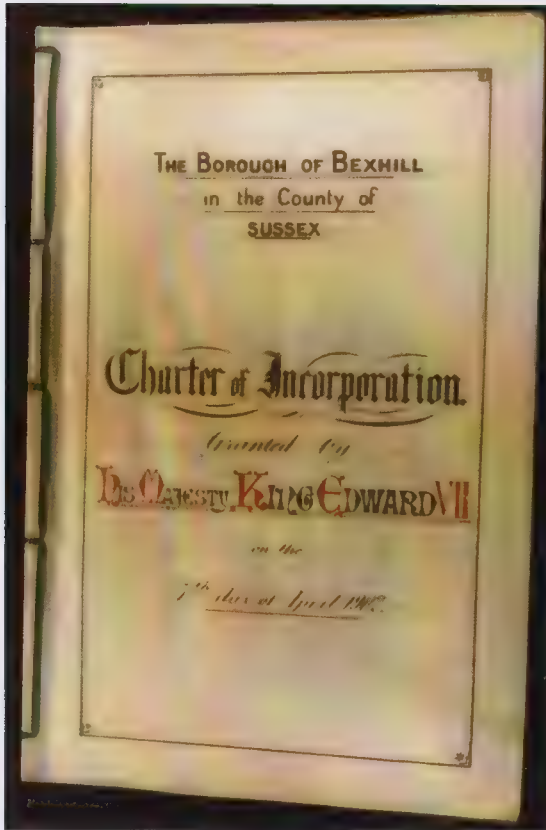 THE BOROUGH OF BEXHILL
in the County of
SUSSEX
Charter of Incorporation.
Granted by
HIS MAJESTY, KING EDWARD VII
on the
7th day of April 1902.